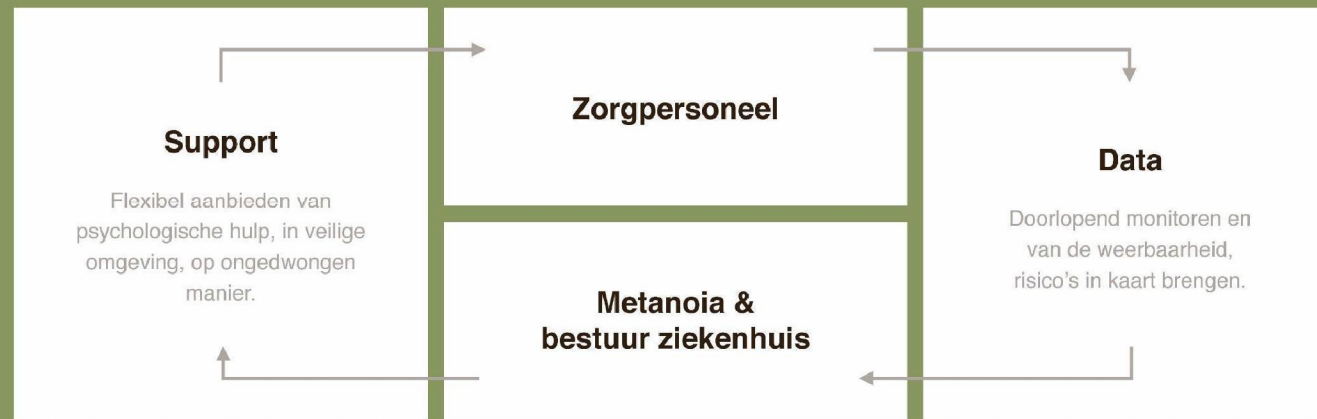 Support
Flexibel aanbieden van
psychologische hulp, in veilige
omgeving, op ongedwongen
manier.
Zorgpersoneel
Metanoia &
bestuur ziekenhuis
Data
Doorlopend monitoren en
van de weerbaarheid,
risico's in kaart brengen.